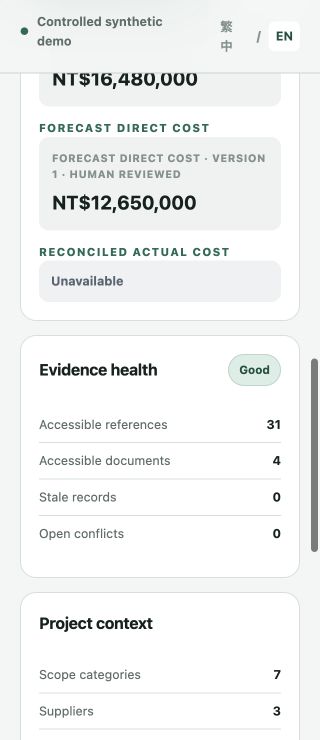 Controlled synthetic
demo
繁
中
/
EN
NT$16,480,000
FORECAST DIRECT COST
FORECAST DIRECT COST · VERSION
1 · HUMAN REVIEWED
NT$12,650,000
RECONCILED ACTUAL COST
Unavailable
Evidence health
Good
Accessible references 31
Accessible documents 4
Stale records 0
Open conflicts 0
Project context
Scope categories 7
Suppliers 3